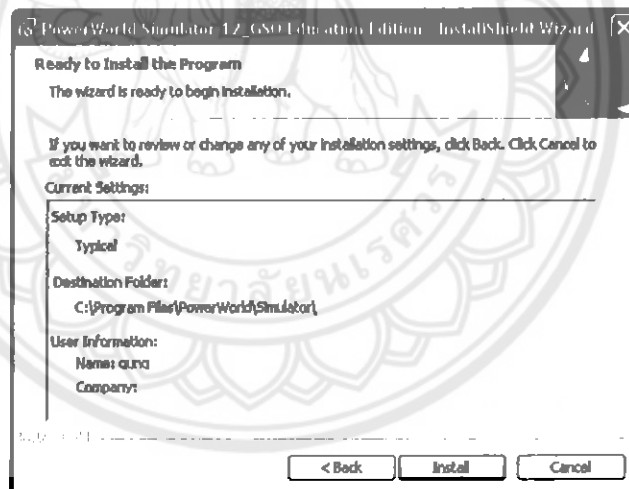 PowerWorld Simulator 12_GSO Education Edition - InstallShield Wizard
Ready to Install the Program
The wizard is ready to begin installation.
If you want to review or change any of your installation settings, click Back. Click Cancel to
exit the wizard.
Current Settings:
Setup Type:
Typical
Destination Folder:
C:\Program Files\PowerWorld\Simulator\
User Information:
Name: gung
Company:
< Back
Install
Cancel